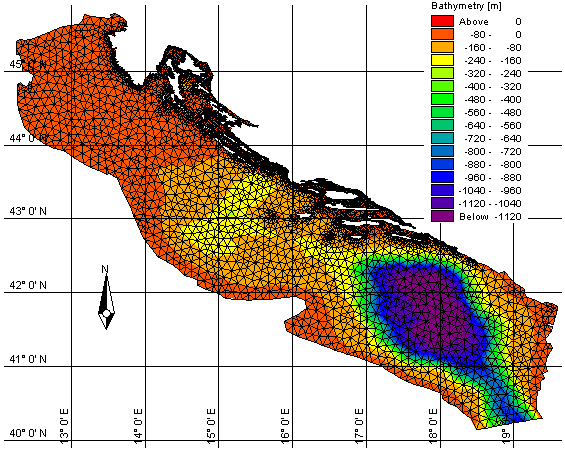 Bathymetry [m]
Above 0
-80 - 0
-160 - -80
-240 - -160
-320 - -240
-400 - -320
-480 - -400
-560 - -480
-640 - -560
-720 - -640
-800 - -720
-880 - -800
-960 - -880
-1040 - -960
-1120 - -1040
Below -1120
44° 0' N
43° 0' N
N
42° 0' N
41° 0' N
40° 0' N
13° 0' E
14° 0' E
15° 0' E
16° 0' E
17° 0' E
18° 0' E